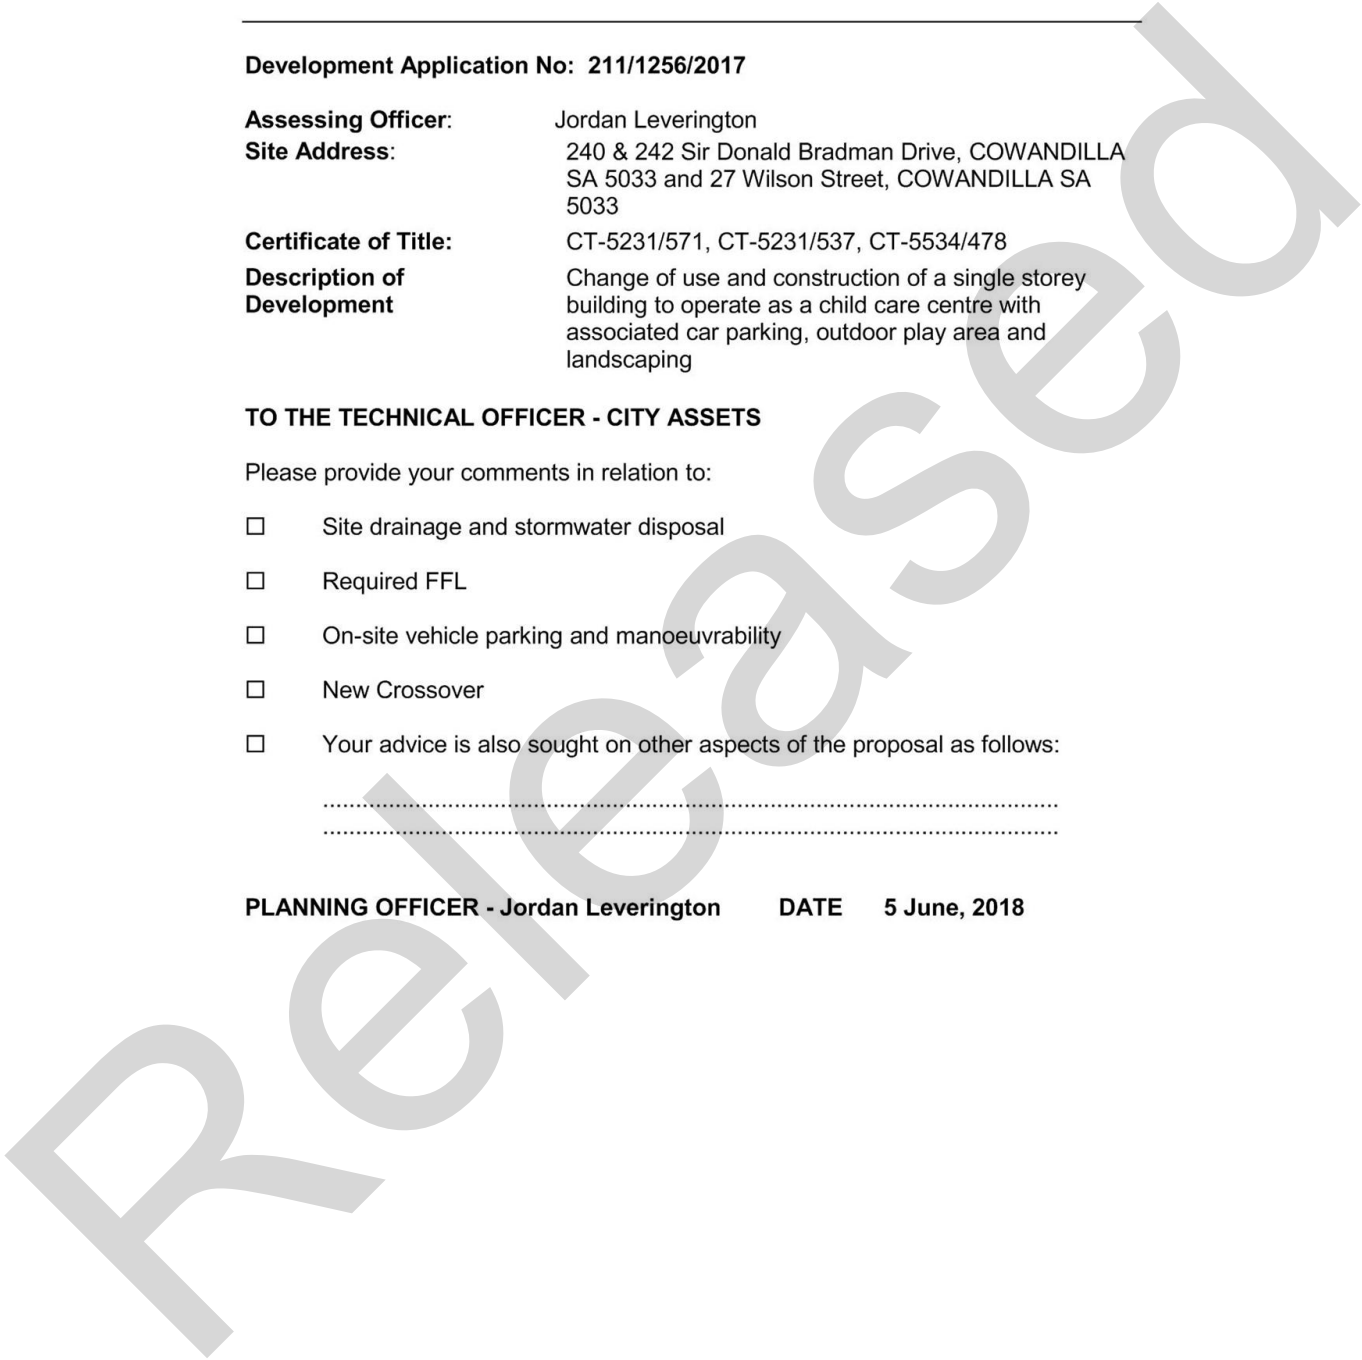 Development Application No: 211/1256/2017
Assessing Officer: Jordan Leverington
Site Address: 240 & 242 Sir Donald Bradman Drive, COWANDILLA
SA 5033 and 27 Wilson Street, COWANDILLA SA
5033
Certificate of Title: CT-5231/571, CT-5231/537, CT-5534/478
Description of Change of use and construction of a single storey
Development building to operate as a child care centre with
associated car parking, outdoor play area and
landscaping
TO THE TECHNICAL OFFICER - CITY ASSETS
Please provide your comments in relation to:
☐ Site drainage and stormwater disposal
☐ Required FFL
☐ On-site vehicle parking and manoeuvrability
☐ New Crossover
☐ Your advice is also sought on other aspects of the proposal as follows:
................................................................................................................
................................................................................................................
PLANNING OFFICER - Jordan Leverington DATE 5 June, 2018
Released